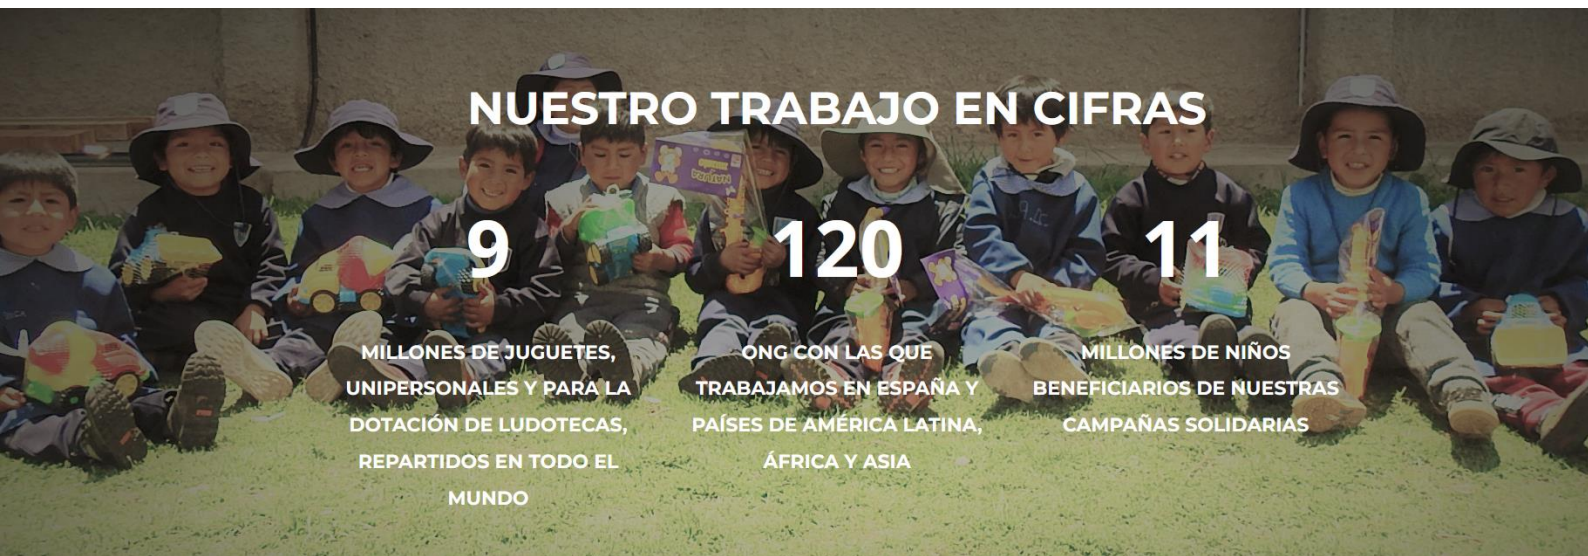 NUESTRO TRABAJO EN CIFRAS
9
MILLONES DE JUGUETES,
UNIPERSONALES Y PARA LA
DOTACIÓN DE LUDOTECAS,
REPARTIDOS EN TODO EL
MUNDO
120
ONG CON LAS QUE
TRABAJAMOS EN ESPAÑA Y
PAÍSES DE AMÉRICA LATINA,
ÁFRICA Y ASIA
11
MILLONES DE NIÑOS
BENEFICIARIOS DE NUESTRAS
CAMPAÑAS SOLIDARIAS